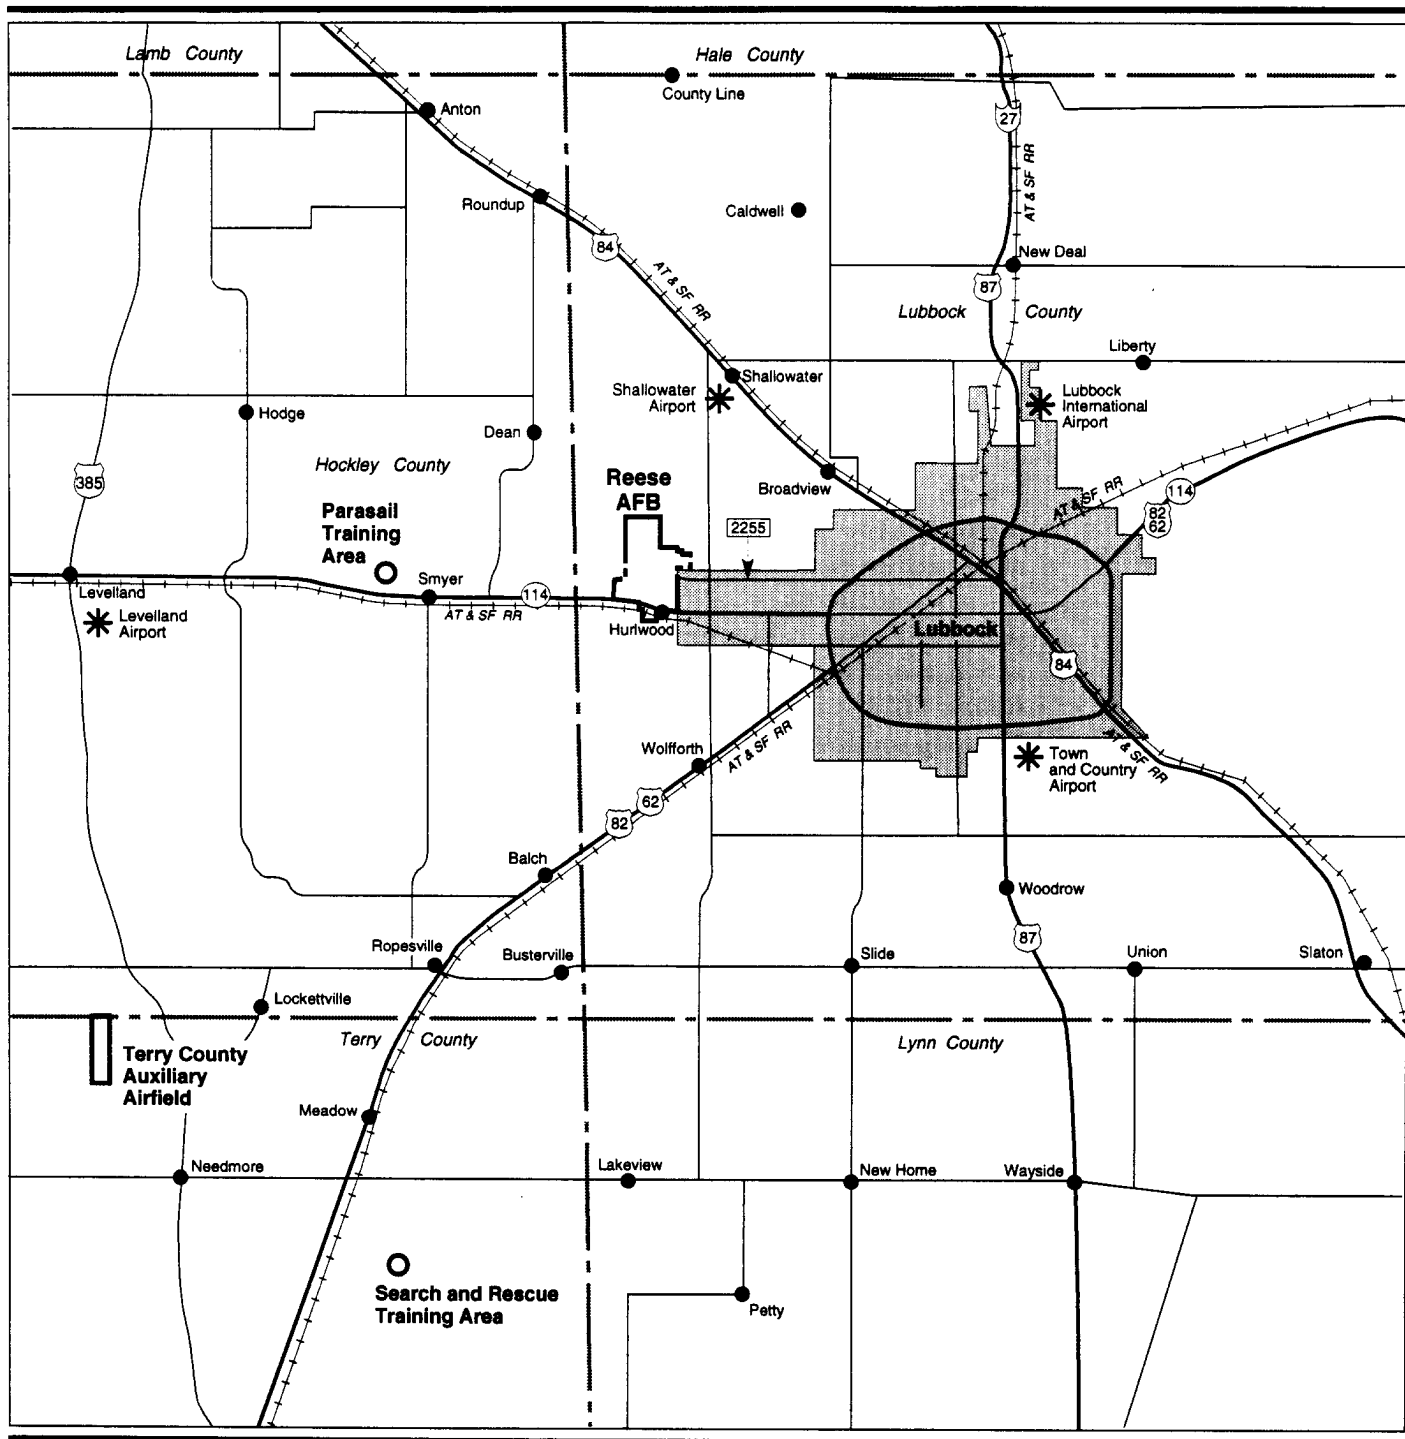 Lamb County
Hale County
County Line
Anton
27
AT & SF RR
Roundup
Caldwell
84
New Deal
AT & SF RR
87
Lubbock County
Liberty
Shallowater
Shallowater
Airport
Lubbock
International
Airport
Hodge
Dean
Hockley County
385
Reese
AFB
Broadview
AT & SF RR
114
82
62
Parasail
Training
Area
2255
Smyer
114
Levelland
AT & SF RR
Levelland
Airport
Hurlwood
Lubbock
84
Wolfforth
AT & SF RR
AT & SF RR
Town
and Country
Airport
62
82
Balch
Woodrow
87
Ropesville
Busterville
Slide
Union
Slaton
Lockettville
Terry County
Lynn County
Terry County
Auxiliary
Airfield
Meadow
Needmore
Lakeview
New Home
Wayside
Search and Rescue
Training Area
Petty